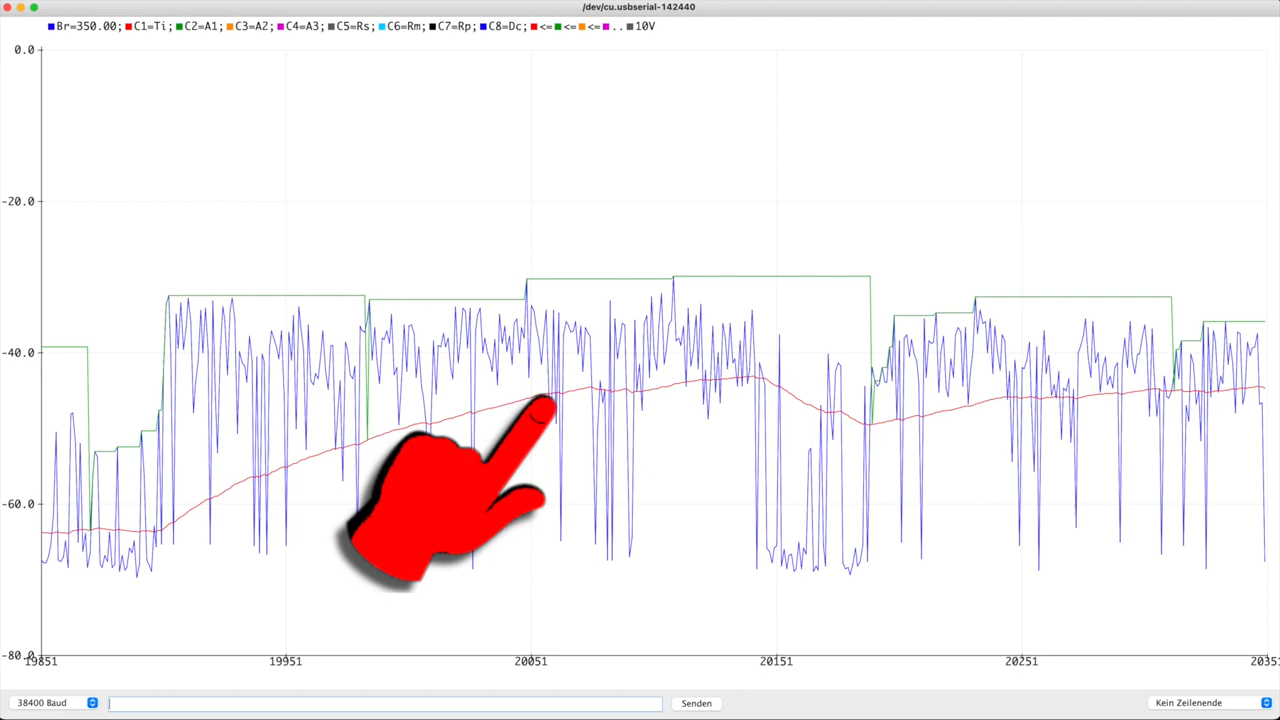 /dev/cu.usbserial-142440
Br=350.00; C1=Ti; C2=A1; C3=A2; C4=A3; C5=Rs; C6=Rm; C7=Rp; C8=Dc; <= <= <= .. 10V
0.0
-20.0
-40.0
-60.0
-80.0
19851 19951 20051 20151 20251 20351
38400 Baud Senden Kein Zeilenende